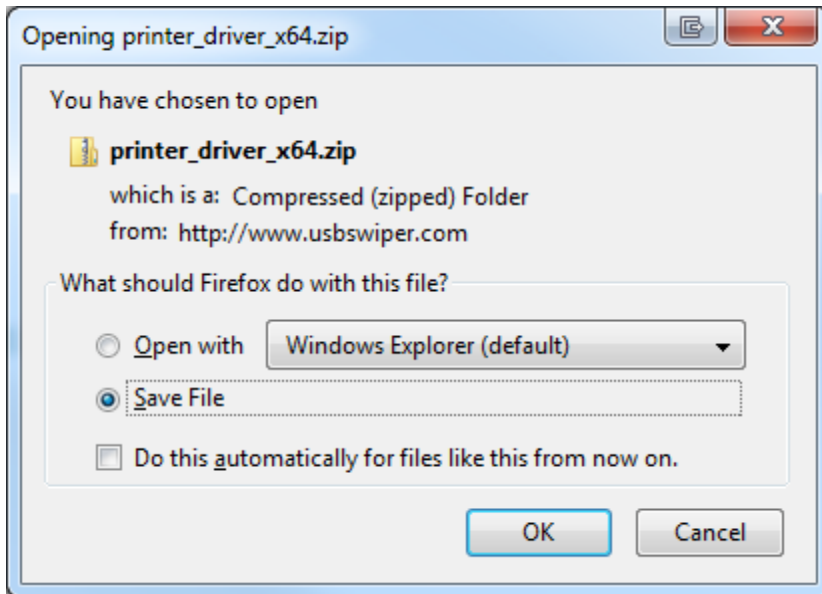 Opening printer_driver_x64.zip
You have chosen to open
printer_driver_x64.zip
which is a: Compressed (zipped) Folder
from: http://www.usbswiper.com
What should Firefox do with this file?
Open with Windows Explorer (default)
Save File
Do this automatically for files like this from now on.
OK Cancel